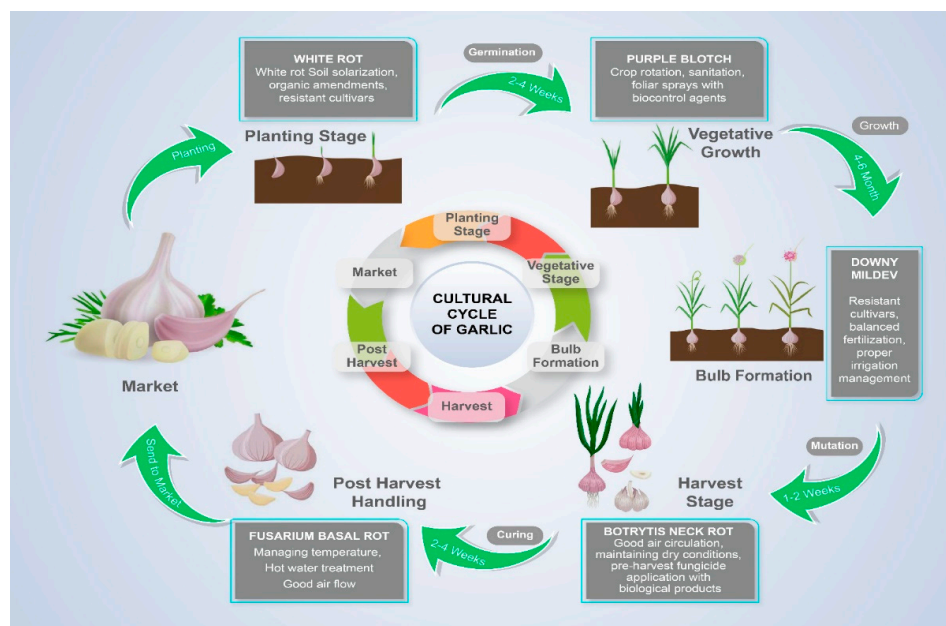 WHITE ROT
White rot Soil solarization,
organic amendments,
resistant cultivars
Germination
2-4 Weeks
PURPLE BLOTCH
Crop rotation, sanitation,
foliar sprays with
biocontrol agents
Planting
Planting Stage
Vegetative
Growth
Growth
4-6 Month
Planting
Stage
Market
Vegetative
Stage
CULTURAL
CYCLE
OF GARLIC
Post
Harvest
Bulb
Formation
Harvest
DOWNY
MILDEV
Resistant
cultivars,
balanced
fertilization,
proper
irrigation
management
Bulb Formation
Market
Mutation
1-2 Weeks
Harvest
Stage
Post Harvest
Handling
Send to Market
FUSARIUM BASAL ROT
Managing temperature,
Hot water treatment
Good air flow
Curing
2-4 Weeks
BOTRYTIS NECK ROT
Good air circulation,
maintaining dry conditions,
pre-harvest fungicide
application with
biological products